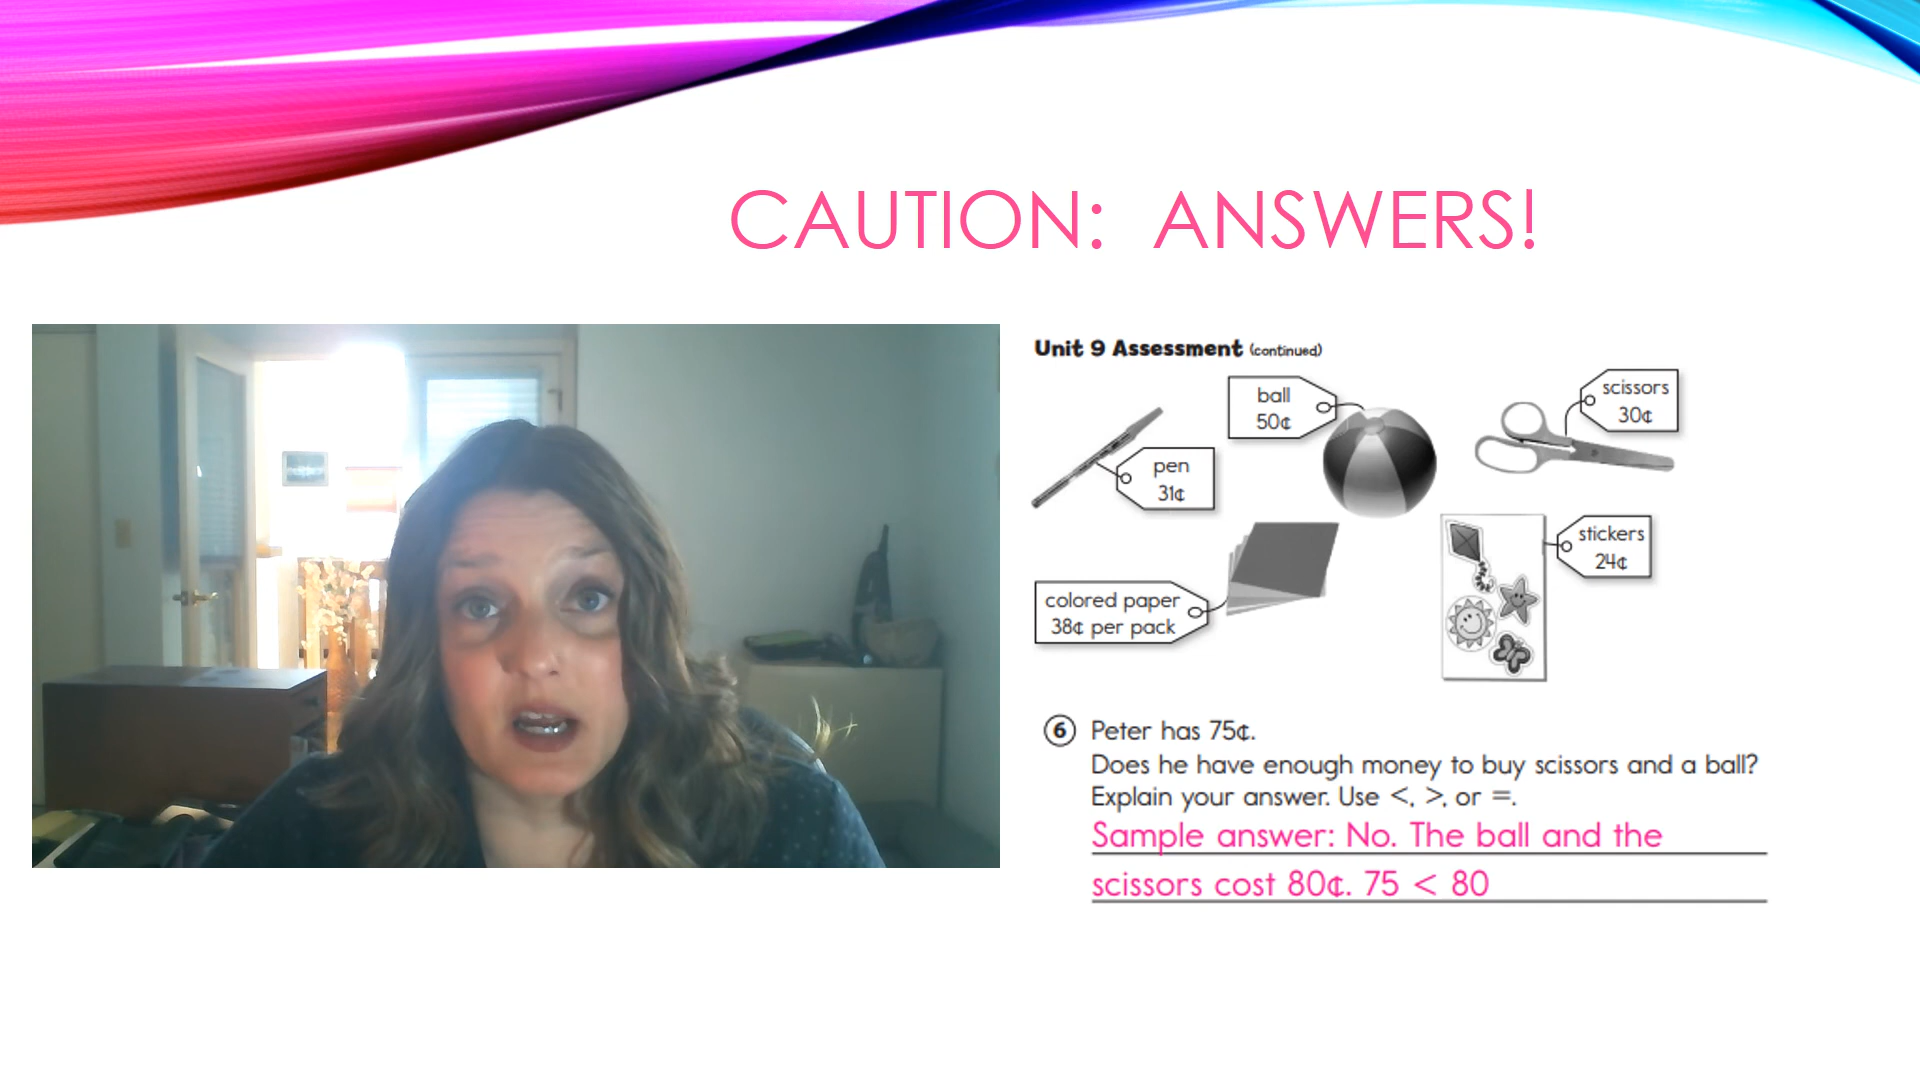 CAUTION: ANSWERS!
Unit 9 Assessment (continued)
ball
50¢
scissors
30¢
pen
31¢
stickers
24¢
colored paper
38¢ per pack
6 Peter has 75¢.
Does he have enough money to buy scissors and a ball?
Explain your answer. Use <, >, or =.
Sample answer: No. The ball and the
scissors cost 80¢. 75 < 80